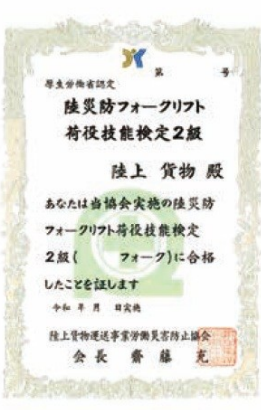 第　　　号
厚生労働省認定
陸災防フォークリフト
荷役技能検定2級
陸上 貨物 殿
あなたは当協会実施の陸災防
フォークリフト荷役技能検定
2級(　　　フォーク)に合格
したことを証します
令和 年 月 日実施
陸上貨物運送事業労働災害防止協会
会長 齋藤 充